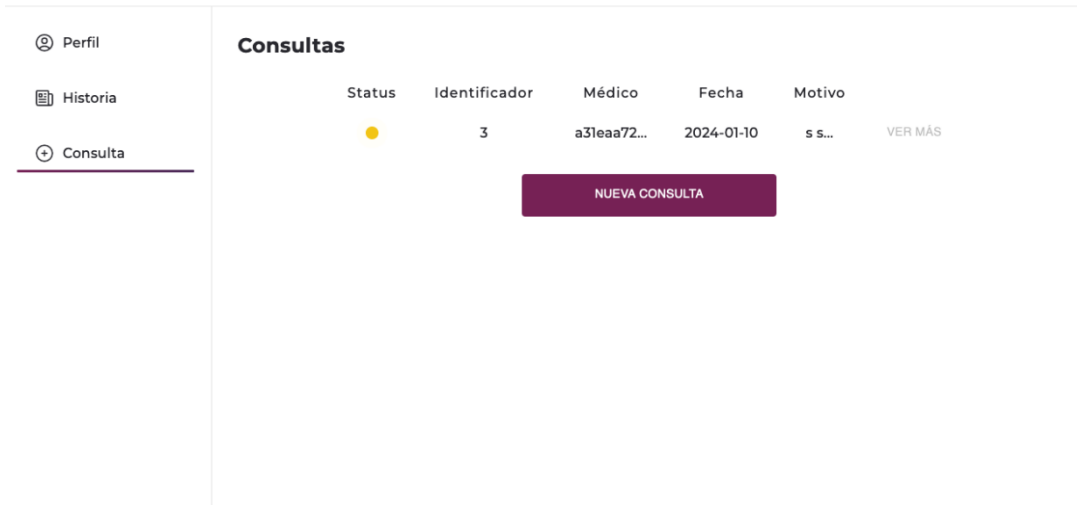 Perfil
Historia
Consulta
Consultas
Status Identificador Médico Fecha Motivo
3 a31eaa72... 2024-01-10 s s... VER MÁS
NUEVA CONSULTA